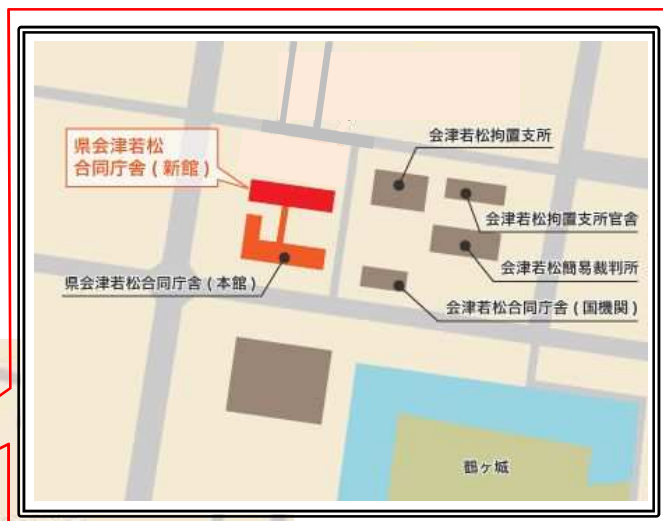 会津若松拘置支所
県会津若松
合同庁舎 ( 新館 )
会津若松拘置支所官舎
会津若松簡易裁判所
県会津若松合同庁舎 ( 本館 )
会津若松合同庁舎 ( 国機関 )
鶴ヶ城